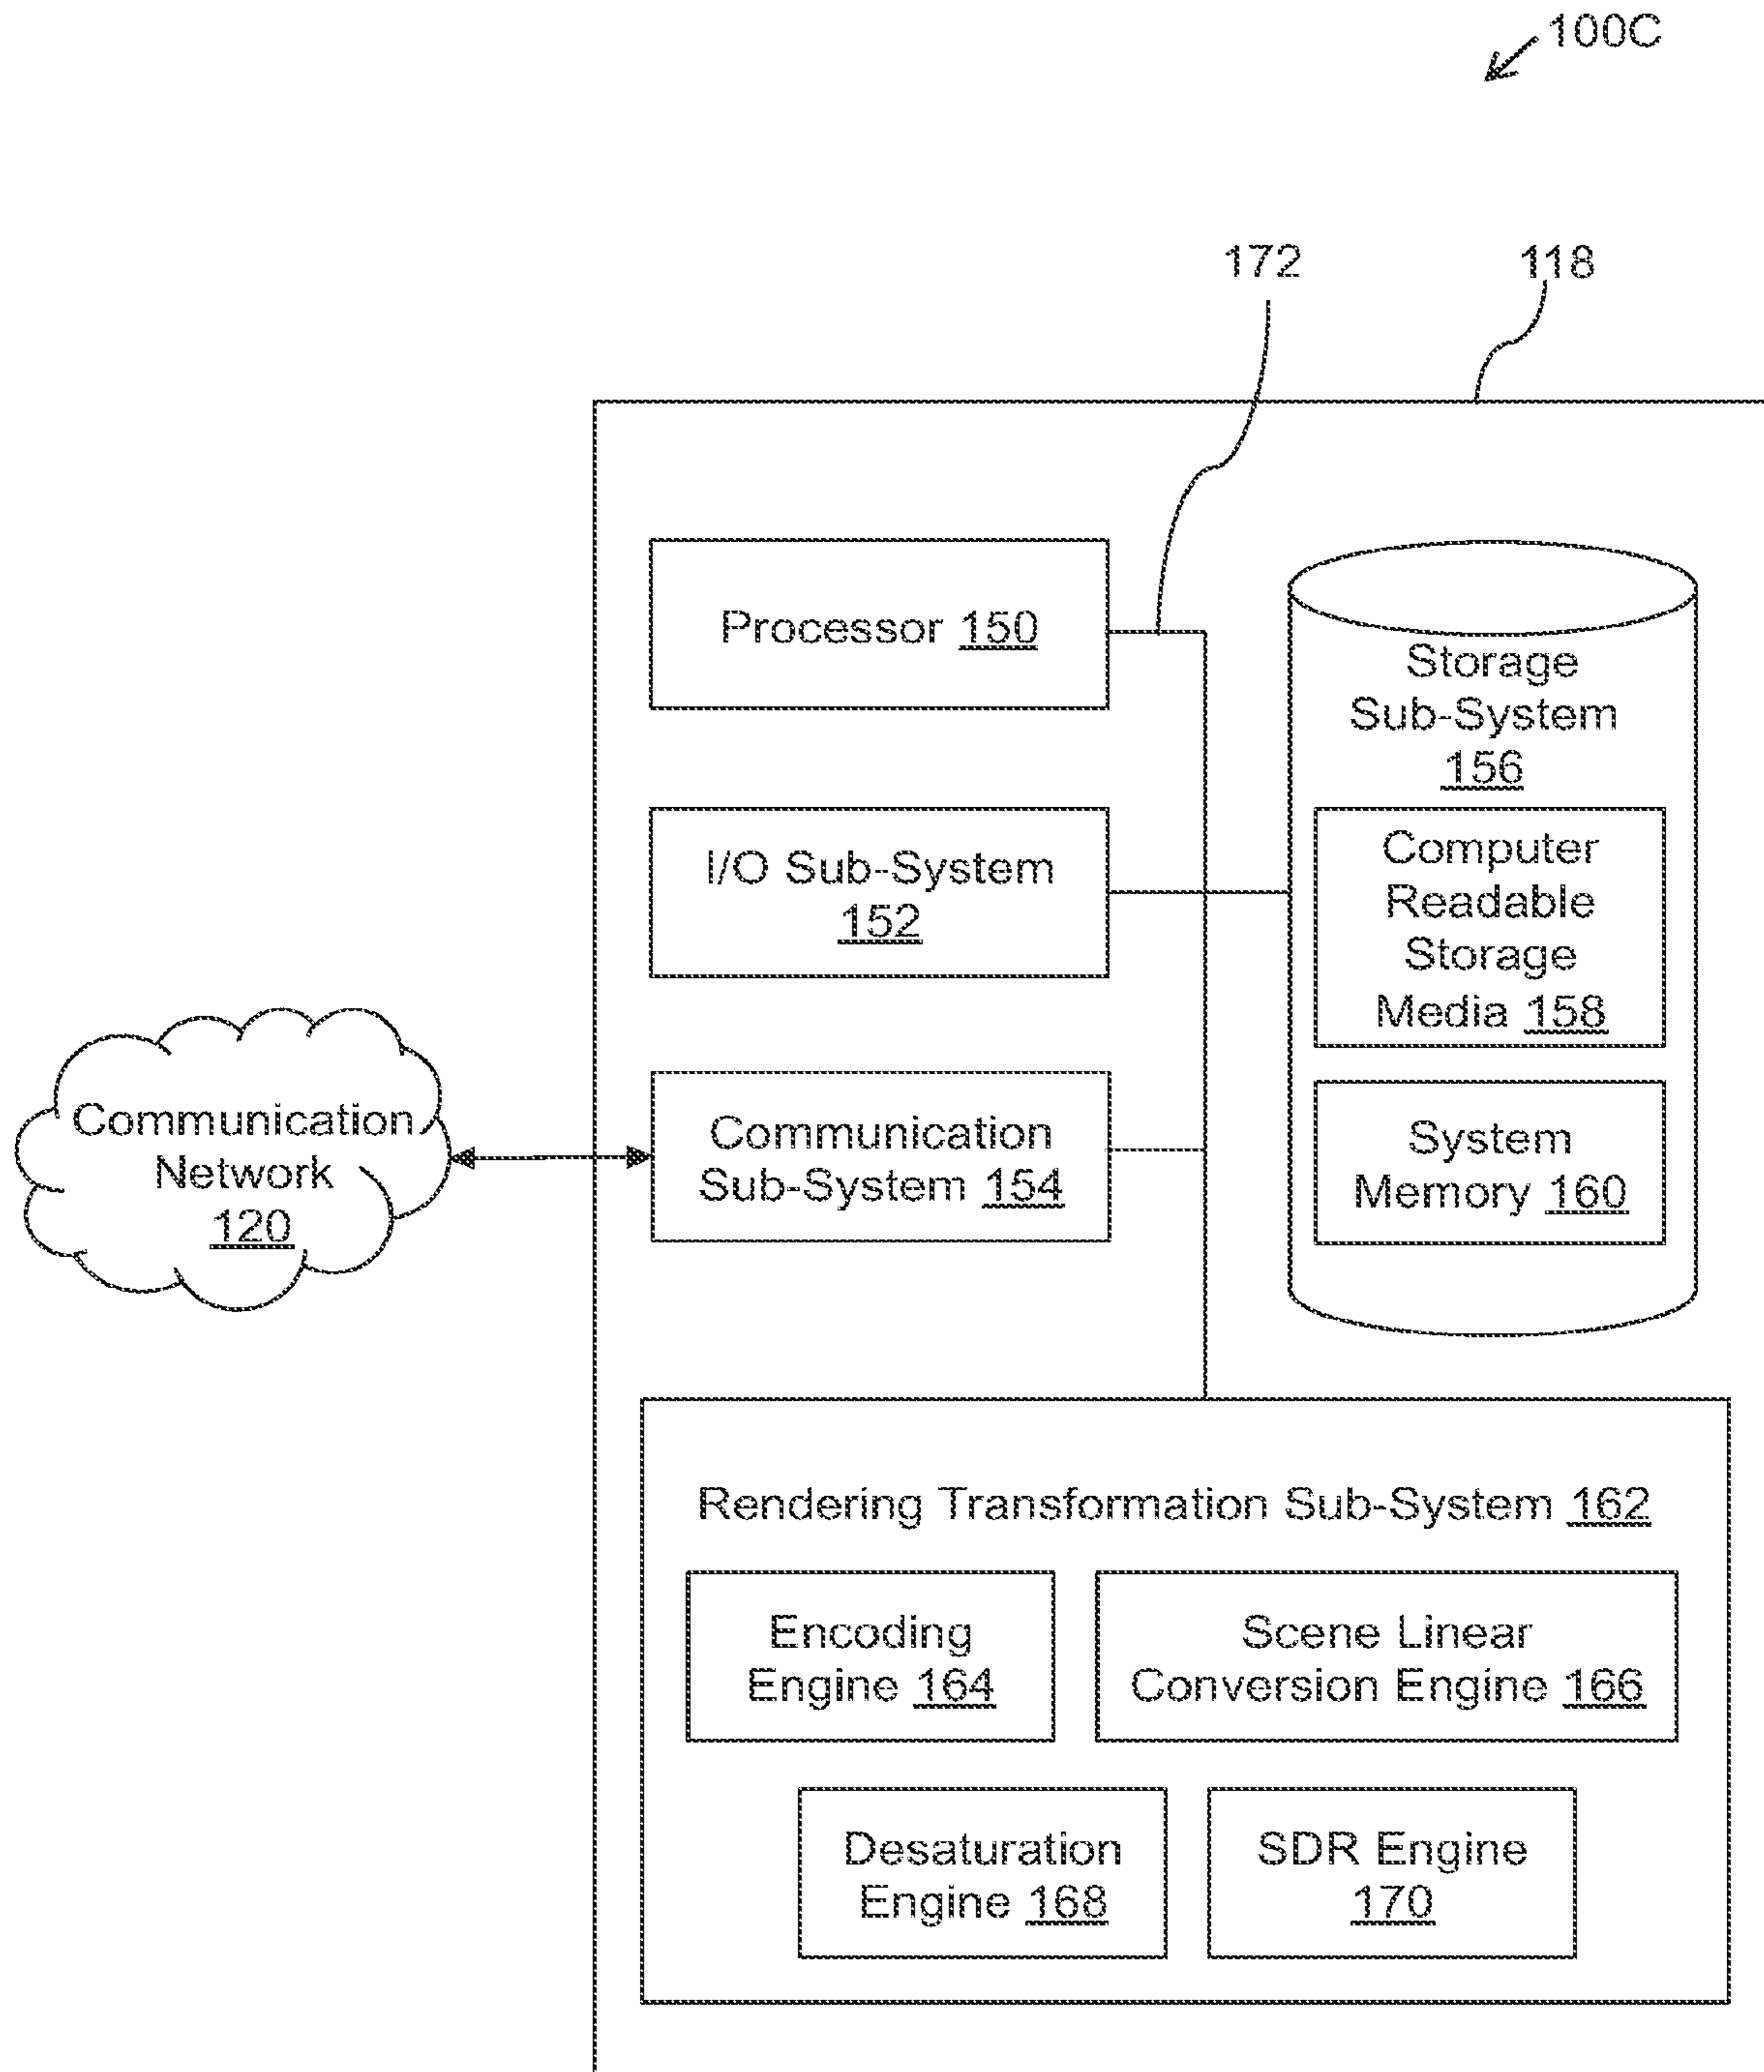 100C
172
118
Processor 150
Storage
Sub-System
156
I/O Sub-System
152
Computer
Readable
Storage
Media 158
Communication
Network
120
Communication
Sub-System 154
System
Memory 160
Rendering Transformation Sub-System 162
Encoding
Engine 164
Scene Linear
Conversion Engine 166
Desaturation
Engine 168
SDR Engine
170